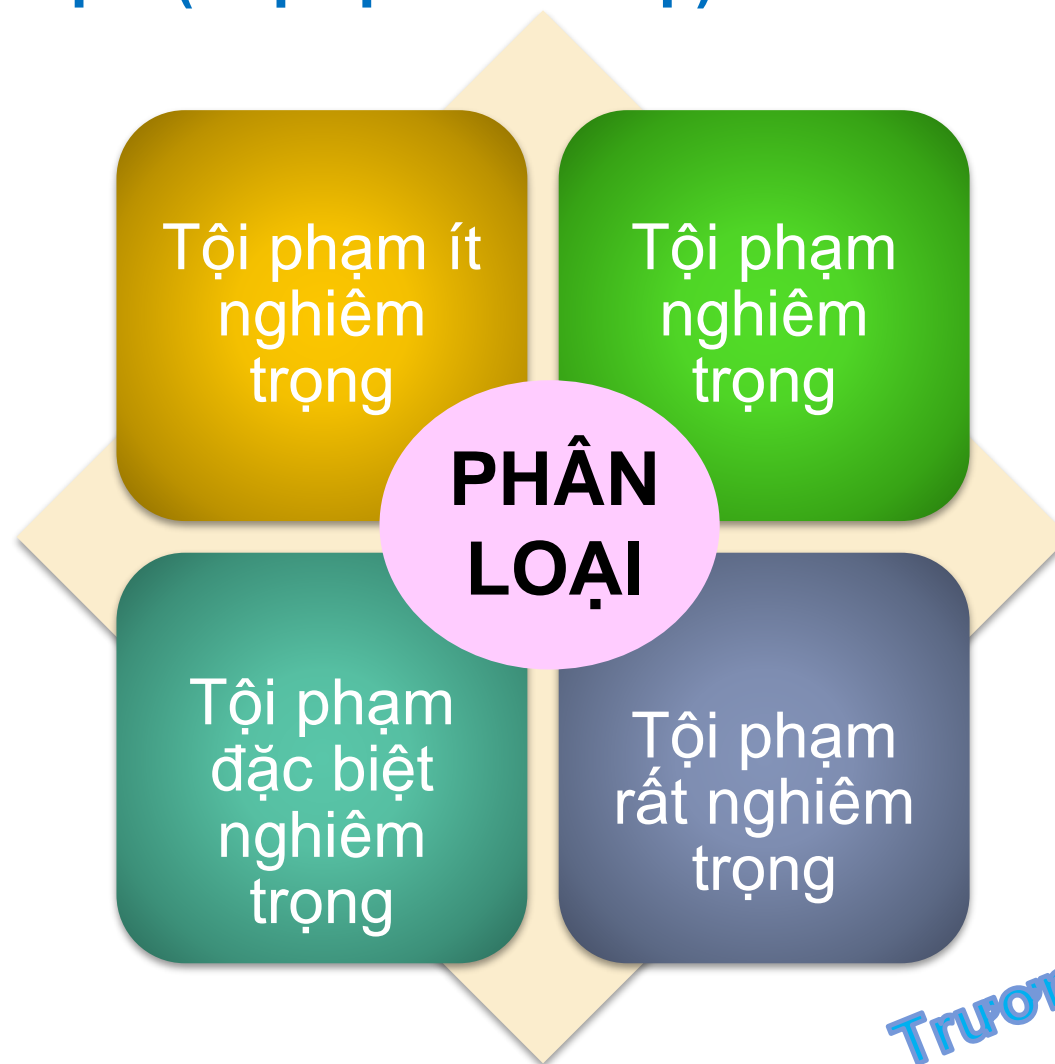 Tội phạm ít
nghiêm
trọng
Tội phạm
nghiêm
trọng
PHÂN
LOẠI
Tội phạm
đặc biệt
nghiêm
trọng
Tội phạm
rất nghiêm
trọng